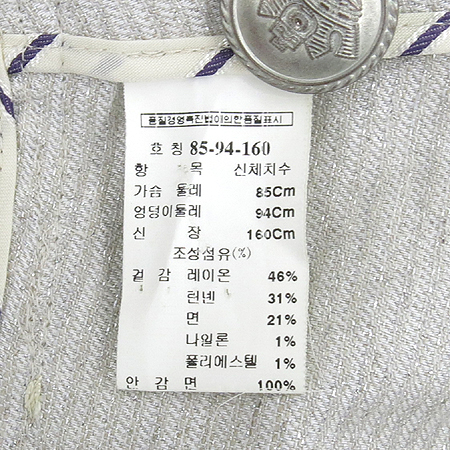 품질경영촉진법에의한품질표시
호 칭 85-94-160
항 목 신체치수
가슴 둘레 85Cm
엉덩이둘레 94Cm
신 장 160Cm
조성섬유(%)
겉 감 레이온 46%
린넨 31%
면 21%
나일론 1%
폴리에스텔 1%
안 감 면 100%